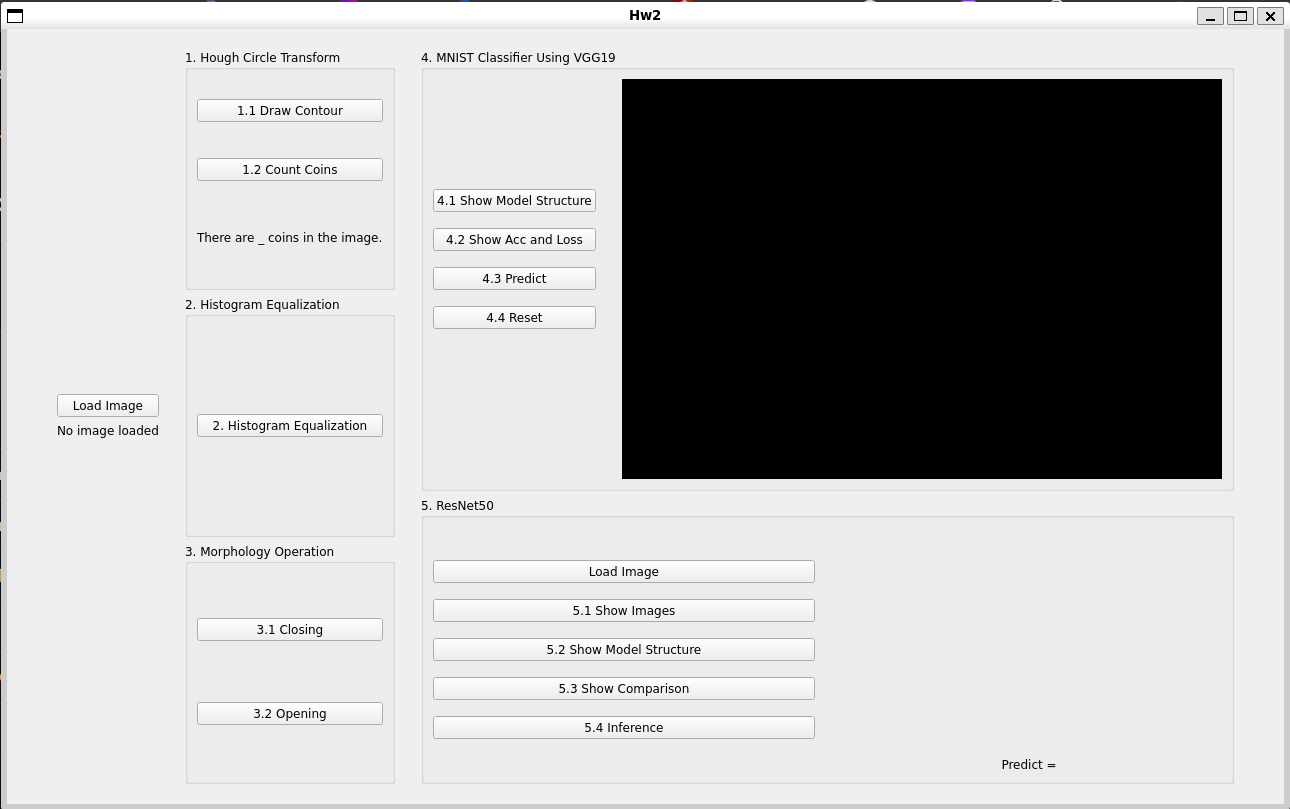 Hw2
Load Image
No image loaded
1. Hough Circle Transform
1.1 Draw Contour
1.2 Count Coins
There are _ coins in the image.
2. Histogram Equalization
2. Histogram Equalization
3. Morphology Operation
3.1 Closing
3.2 Opening
4. MNIST Classifier Using VGG19
4.1 Show Model Structure
4.2 Show Acc and Loss
4.3 Predict
4.4 Reset
5. ResNet50
Load Image
5.1 Show Images
5.2 Show Model Structure
5.3 Show Comparison
5.4 Inference
Predict =